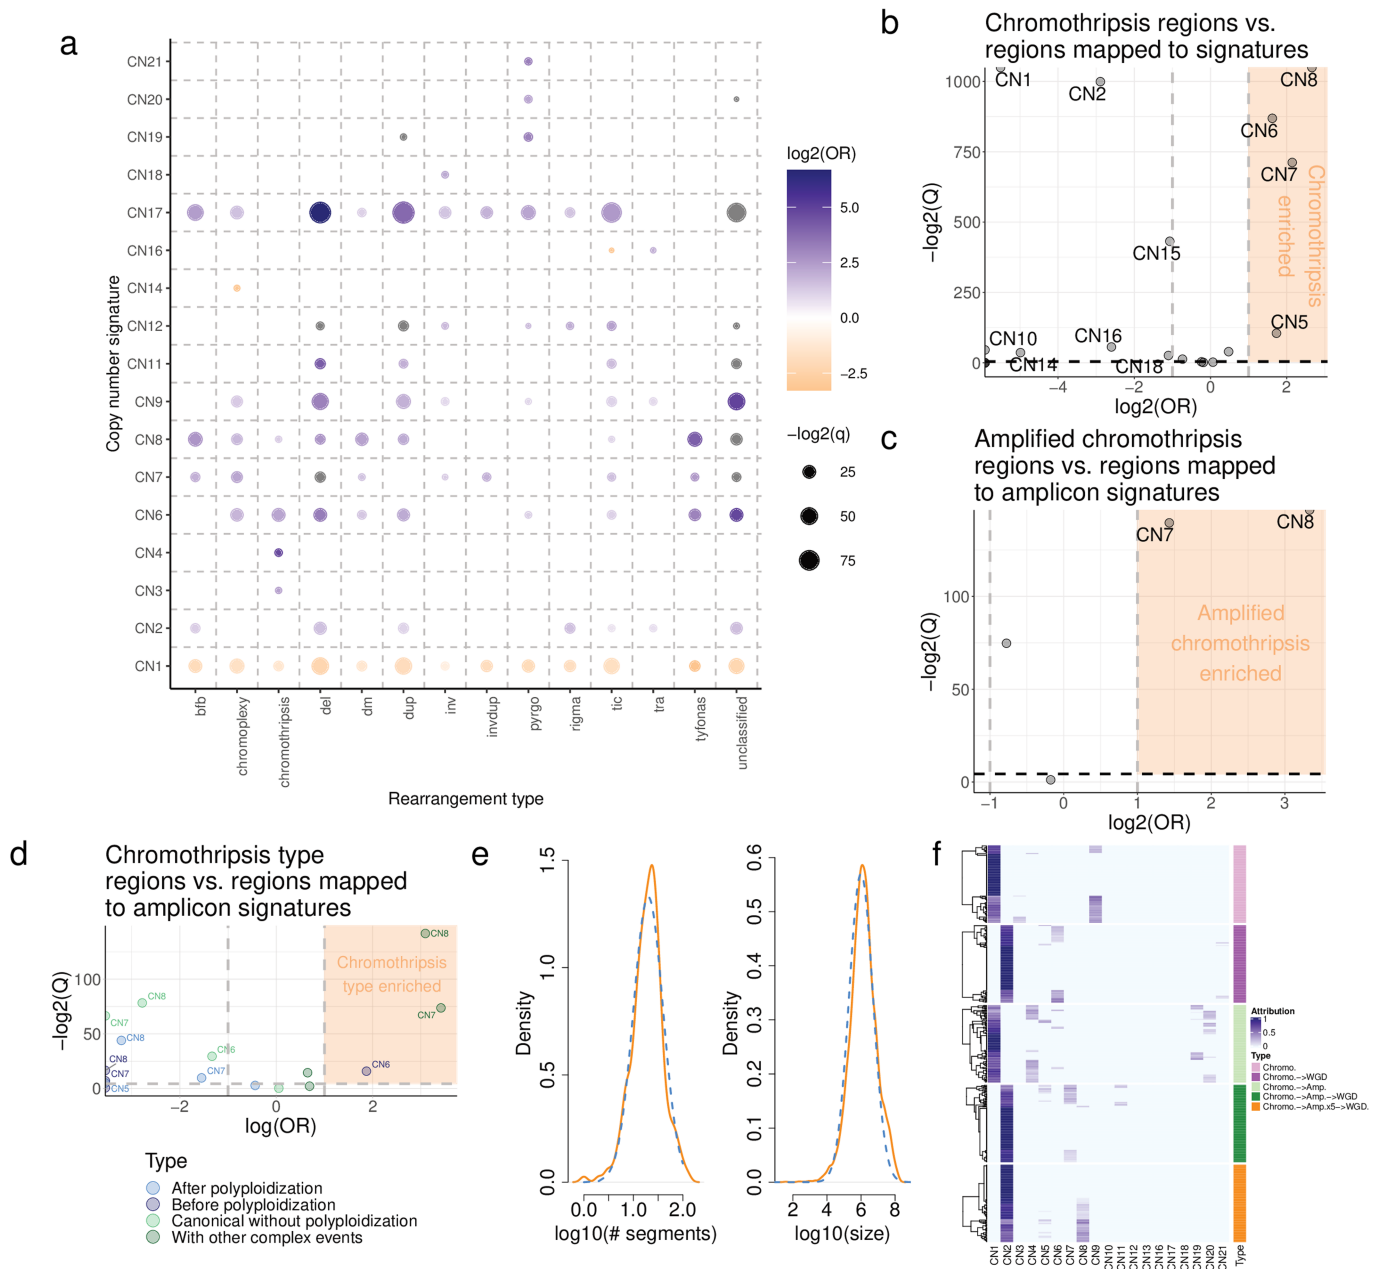 a
CN21
CN20
CN19
CN18
CN17
CN16
CN14
CN12
CN11
CN9
CN8
CN7
CN6
CN4
CN3
CN2
CN1
Copy number signature
bfb
chromoplexy
chromothripsis
del
dm
dup
inv
invdup
pyrgo
rigma
tic
tra
tyfonas
unclassified
Rearrangement type
log2(OR)
5.0
2.5
0.0
−2.5
−log2(q)
25
50
75
b
Chromothripsis regions vs.
regions mapped to signatures
1000
750
500
250
0
−log2(Q)
CN1
CN2
CN8
CN6
CN7
CN15
CN5
CN10
CN16
CN14
CN18
Chromothripsis
enriched
−4
−2
0
2
log2(OR)
c
Amplified chromothripsis
regions vs. regions mapped
to amplicon signatures
100
50
0
−log2(Q)
CN7
CN8
Amplified
chromothripsis
enriched
−1
0
1
2
3
log2(OR)
d
Chromothripsis type
regions vs. regions mapped
to amplicon signatures
100
50
0
−log2(Q)
CN8
Chromothripsis
type enriched
CN8
CN7
CN7
CN8
CN6
CN8
CN7
CN7
CN6
CN5
−2
0
2
log(OR)
Type
After polyploidization
Before polyploidization
Canonical without polyploidization
With other complex events
e
1.5
1.0
0.5
0.0
Density
0.0
1.0
2.0
log10(# segments)
0.6
0.5
0.4
0.3
0.2
0.1
0.0
Density
2
4
6
8
log10(size)
f
Attribution
1
0.5
0
Type
Chromo.
Chromo.−>WGD
Chromo.−>Amp.
Chromo.−>Amp.−>WGD
Chromo.−>Amp.x5−>WGD.
CN1
CN2
CN3
CN4
CN5
CN6
CN7
CN8
CN9
CN10
CN11
CN12
CN13
CN16
CN15
CN17
CN18
CN19
CN20
CN21
Type